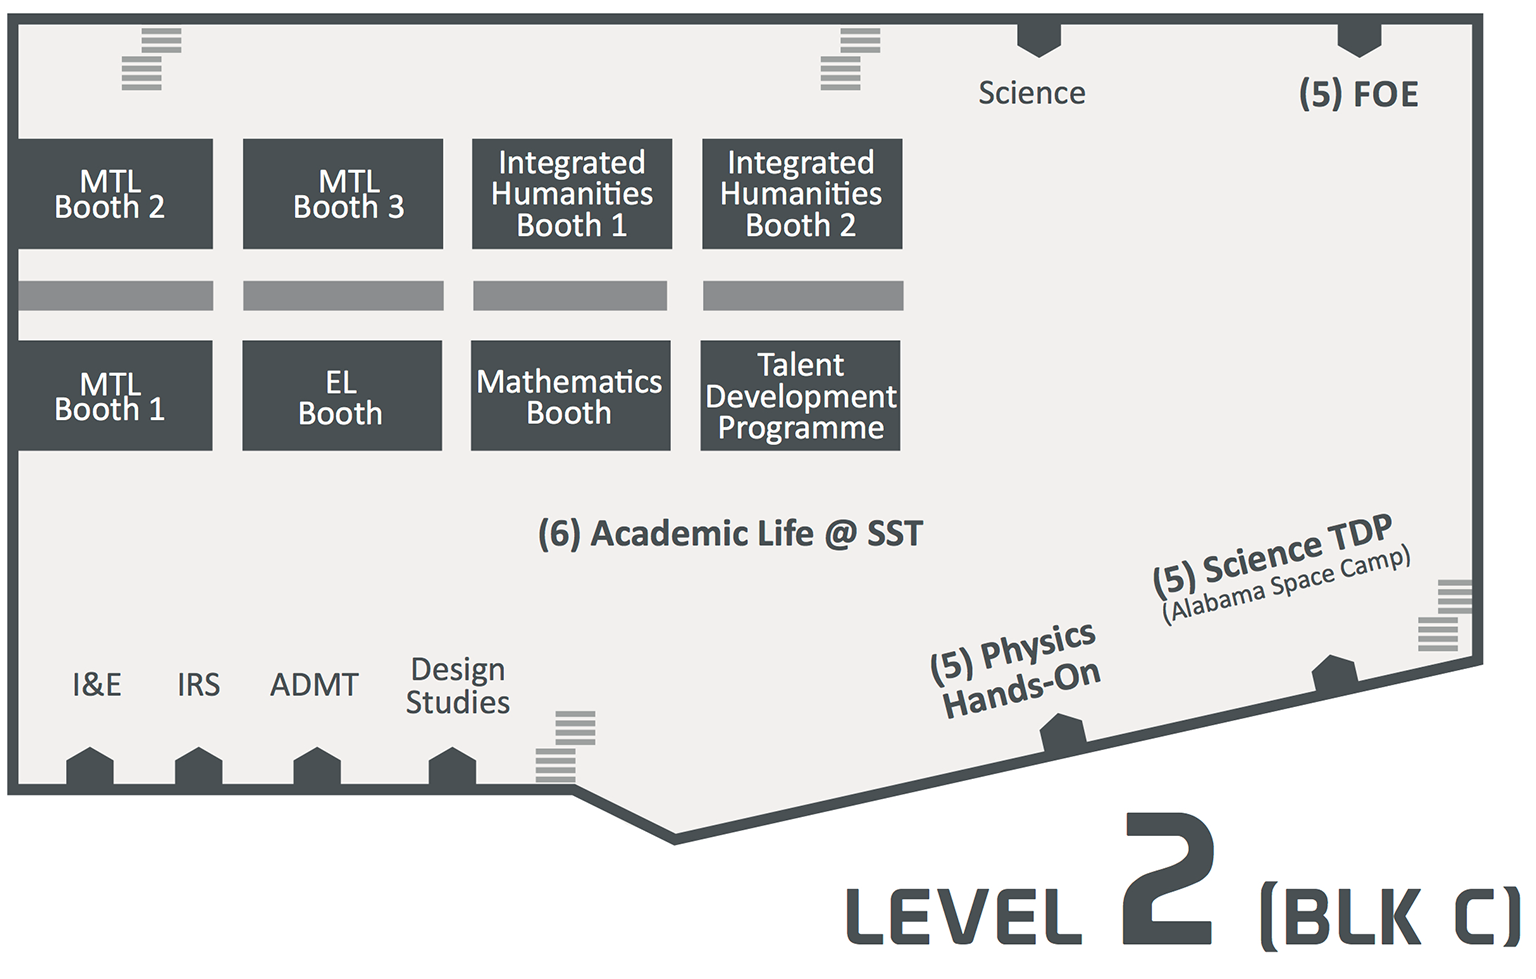 Science
(5) FOE
MTL
Booth 2
MTL
Booth 3
Integrated
Humanities
Booth 1
Integrated
Humanities
Booth 2
MTL
Booth 1
EL
Booth
Mathematics
Booth
Talent
Development
Programme
(6) Academic Life @ SST
(5) Science TDP
(Alabama Space Camp)
(5) Physics
Hands-On
I&E
IRS
ADMT
Design
Studies
LEVEL 2 (BLK C)